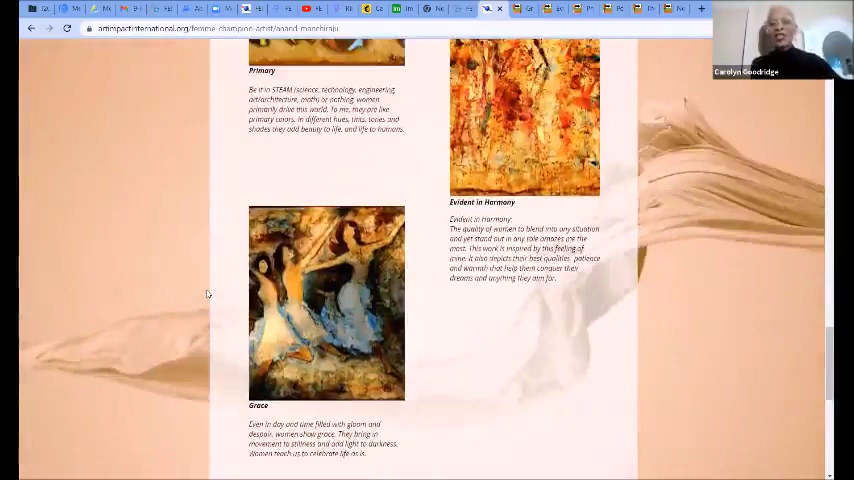 artimpactinternational.org/femme-champion-artist/anand-manchiraju
Carolyn Goodridge
Primary
Be it in STEAM (science, technology, engineering,
art/architecture, math) or nothing, women
primarily drive this world. To me, they are like
primary colors. In different hues, tints, tones and
shades they add beauty to life, and life to humans.
Evident in Harmony
Evident in Harmony:
The quality of women to blend into any situation
and yet stand out in any role amazes me the
most. This work is inspired by this feeling of
mine. It also depicts their best qualities patience
and warmth that help them conquer their
dreams and anything they aim for.
Grace
Even in day and time filled with gloom and
despair, women show grace. They bring in
movement to stillness and add light to darkness.
Women teach us to celebrate life as is.